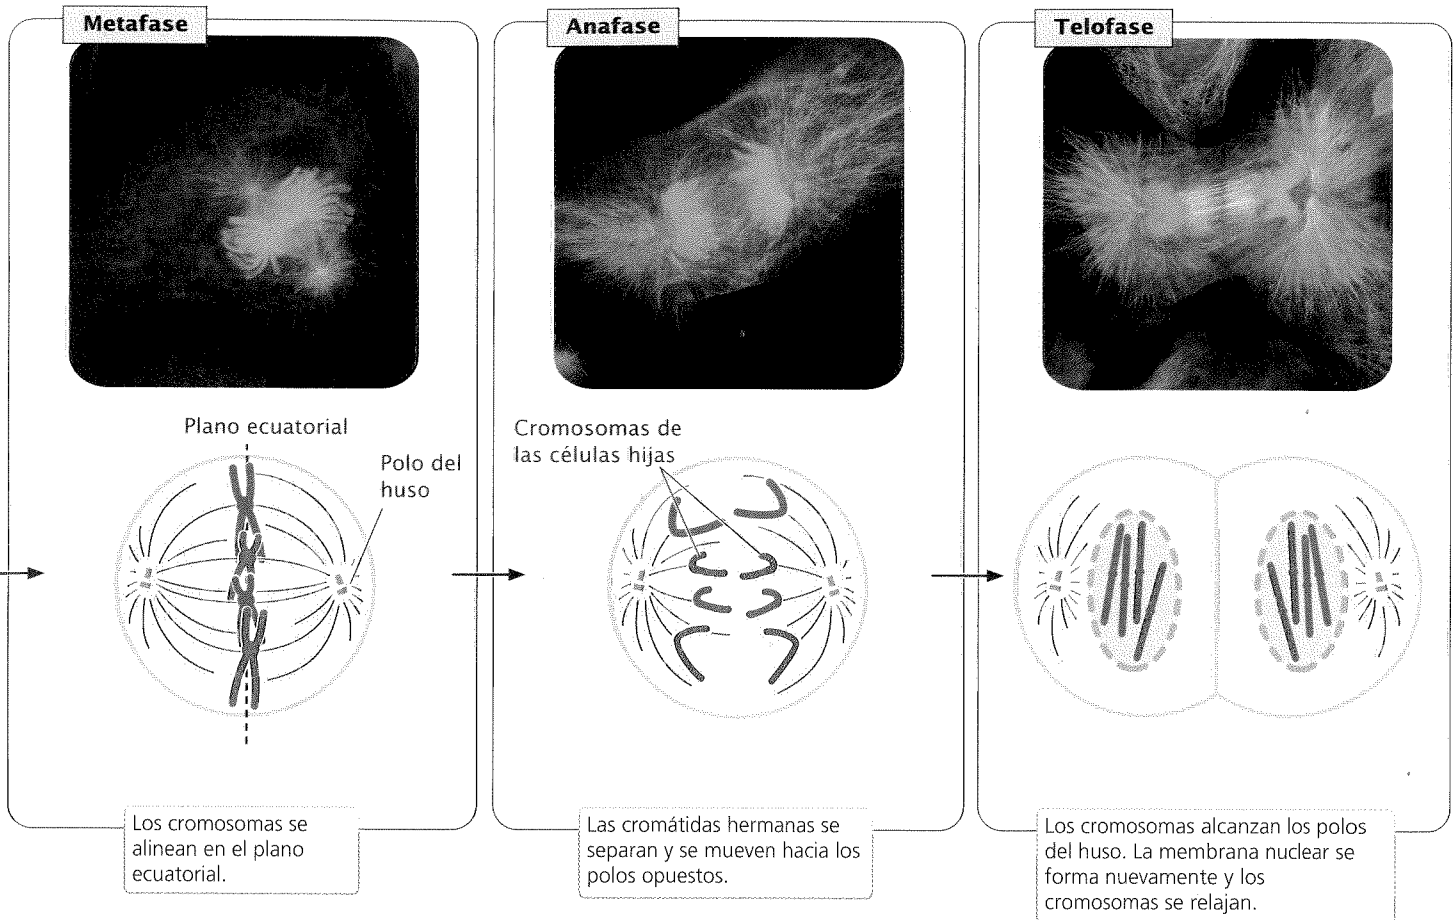 Metafase
Anafase
Telofase
Plano ecuatorial
Polo del
huso
Cromosomas de
las células hijas
Los cromosomas se
alinean en el plano
ecuatorial.
Las cromátidas hermanas se
separan y se mueven hacia los
polos opuestos.
Los cromosomas alcanzan los polos
del huso. La membrana nuclear se
forma nuevamente y los
cromosomas se relajan.